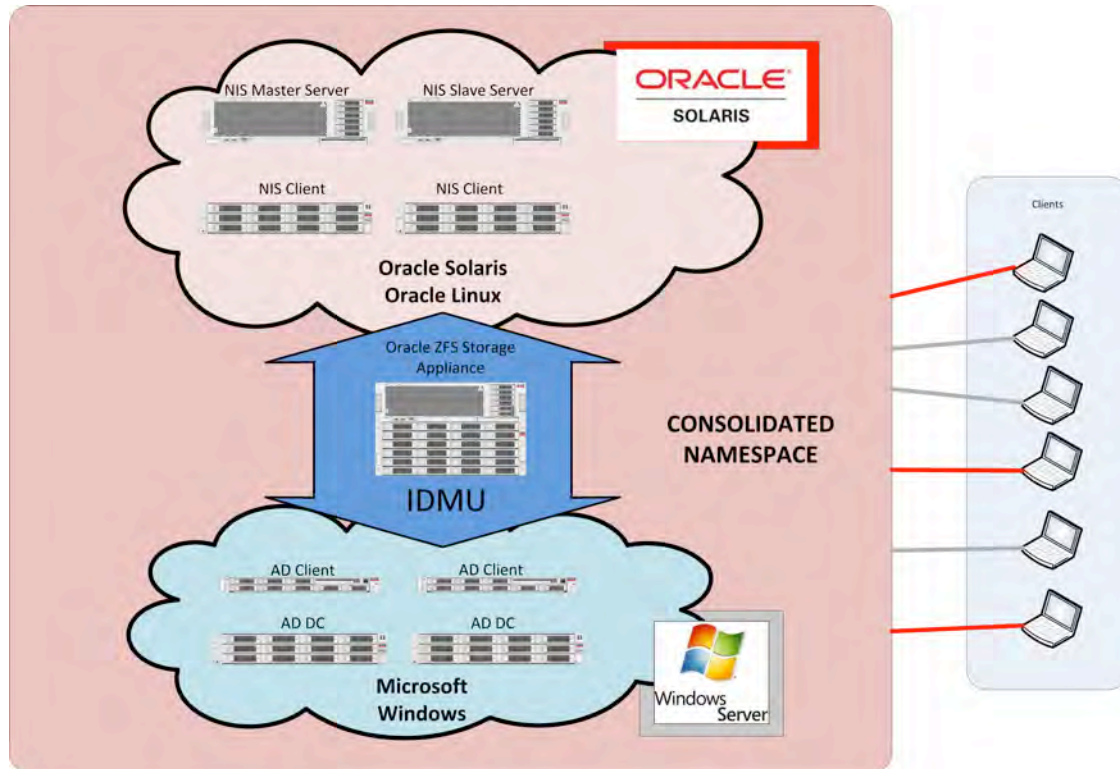 NIS Master Server
NIS Slave Server
ORACLE®
SOLARIS
NIS Client
NIS Client
Oracle Solaris
Oracle Linux
Oracle ZFS Storage
Appliance
IDMU
CONSOLIDATED
NAMESPACE
Clients
AD Client
AD Client
AD DC
AD DC
Microsoft
Windows
Windows
Server